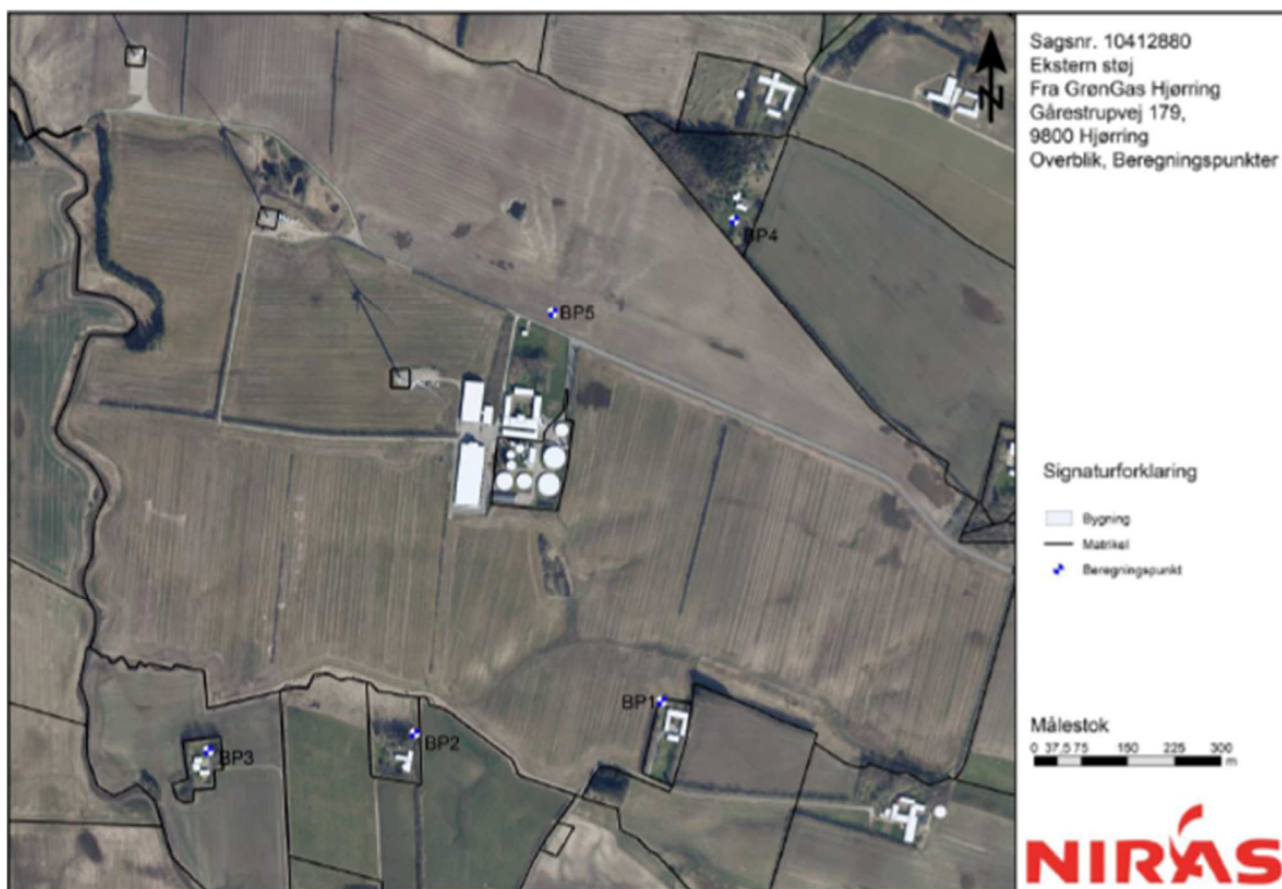 Sagsnr. 10412880
Ekstern støj
Fra GrønGas Hjørring
Gårestrupvej 179,
9800 Hjørring
Overblik, Beregningspunkter
N
BP4
BP5
BP1
BP2
BP3
Signaturforklaring
Bygning
Matrikel
Beregningspunkt
Målestok
0 37,5 75 150 225 300
m
NIRAS